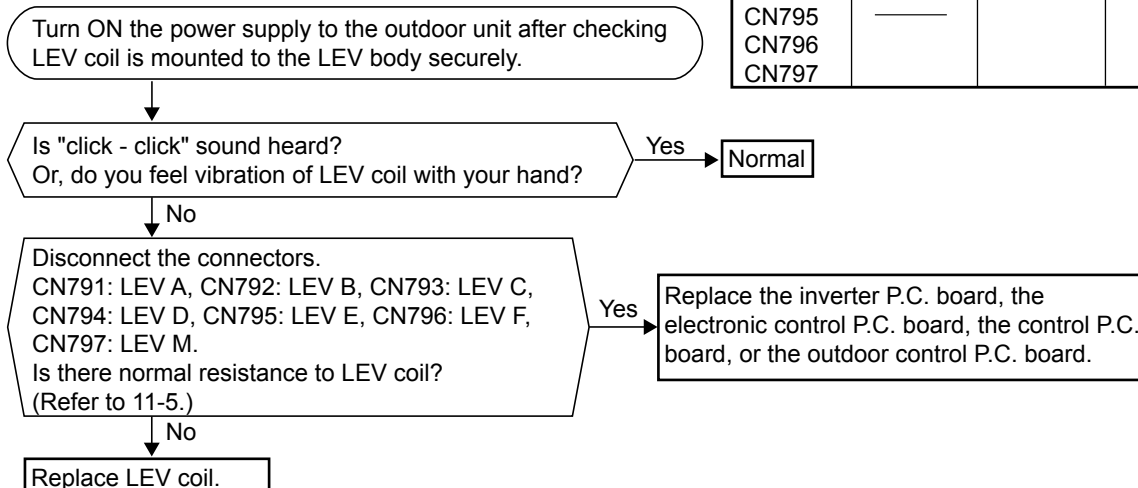 Turn ON the power supply to the outdoor unit after checking
LEV coil is mounted to the LEV body securely.
CN795
CN796
CN797
Is "click - click" sound heard?
Or, do you feel vibration of LEV coil with your hand?
Yes
Normal
No
Disconnect the connectors.
CN791: LEV A, CN792: LEV B, CN793: LEV C,
CN794: LEV D, CN795: LEV E, CN796: LEV F,
CN797: LEV M.
Is there normal resistance to LEV coil?
(Refer to 11-5.)
Yes
Replace the inverter P.C. board, the
electronic control P.C. board, the control P.C.
board, or the outdoor control P.C. board.
No
Replace LEV coil.